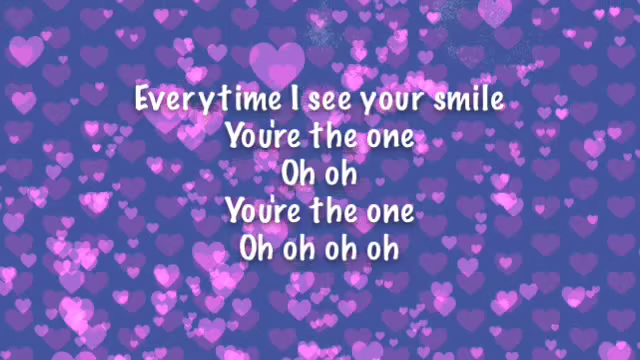 Everytime I see your smile
You're the one
Oh oh
You're the one
Oh oh oh oh